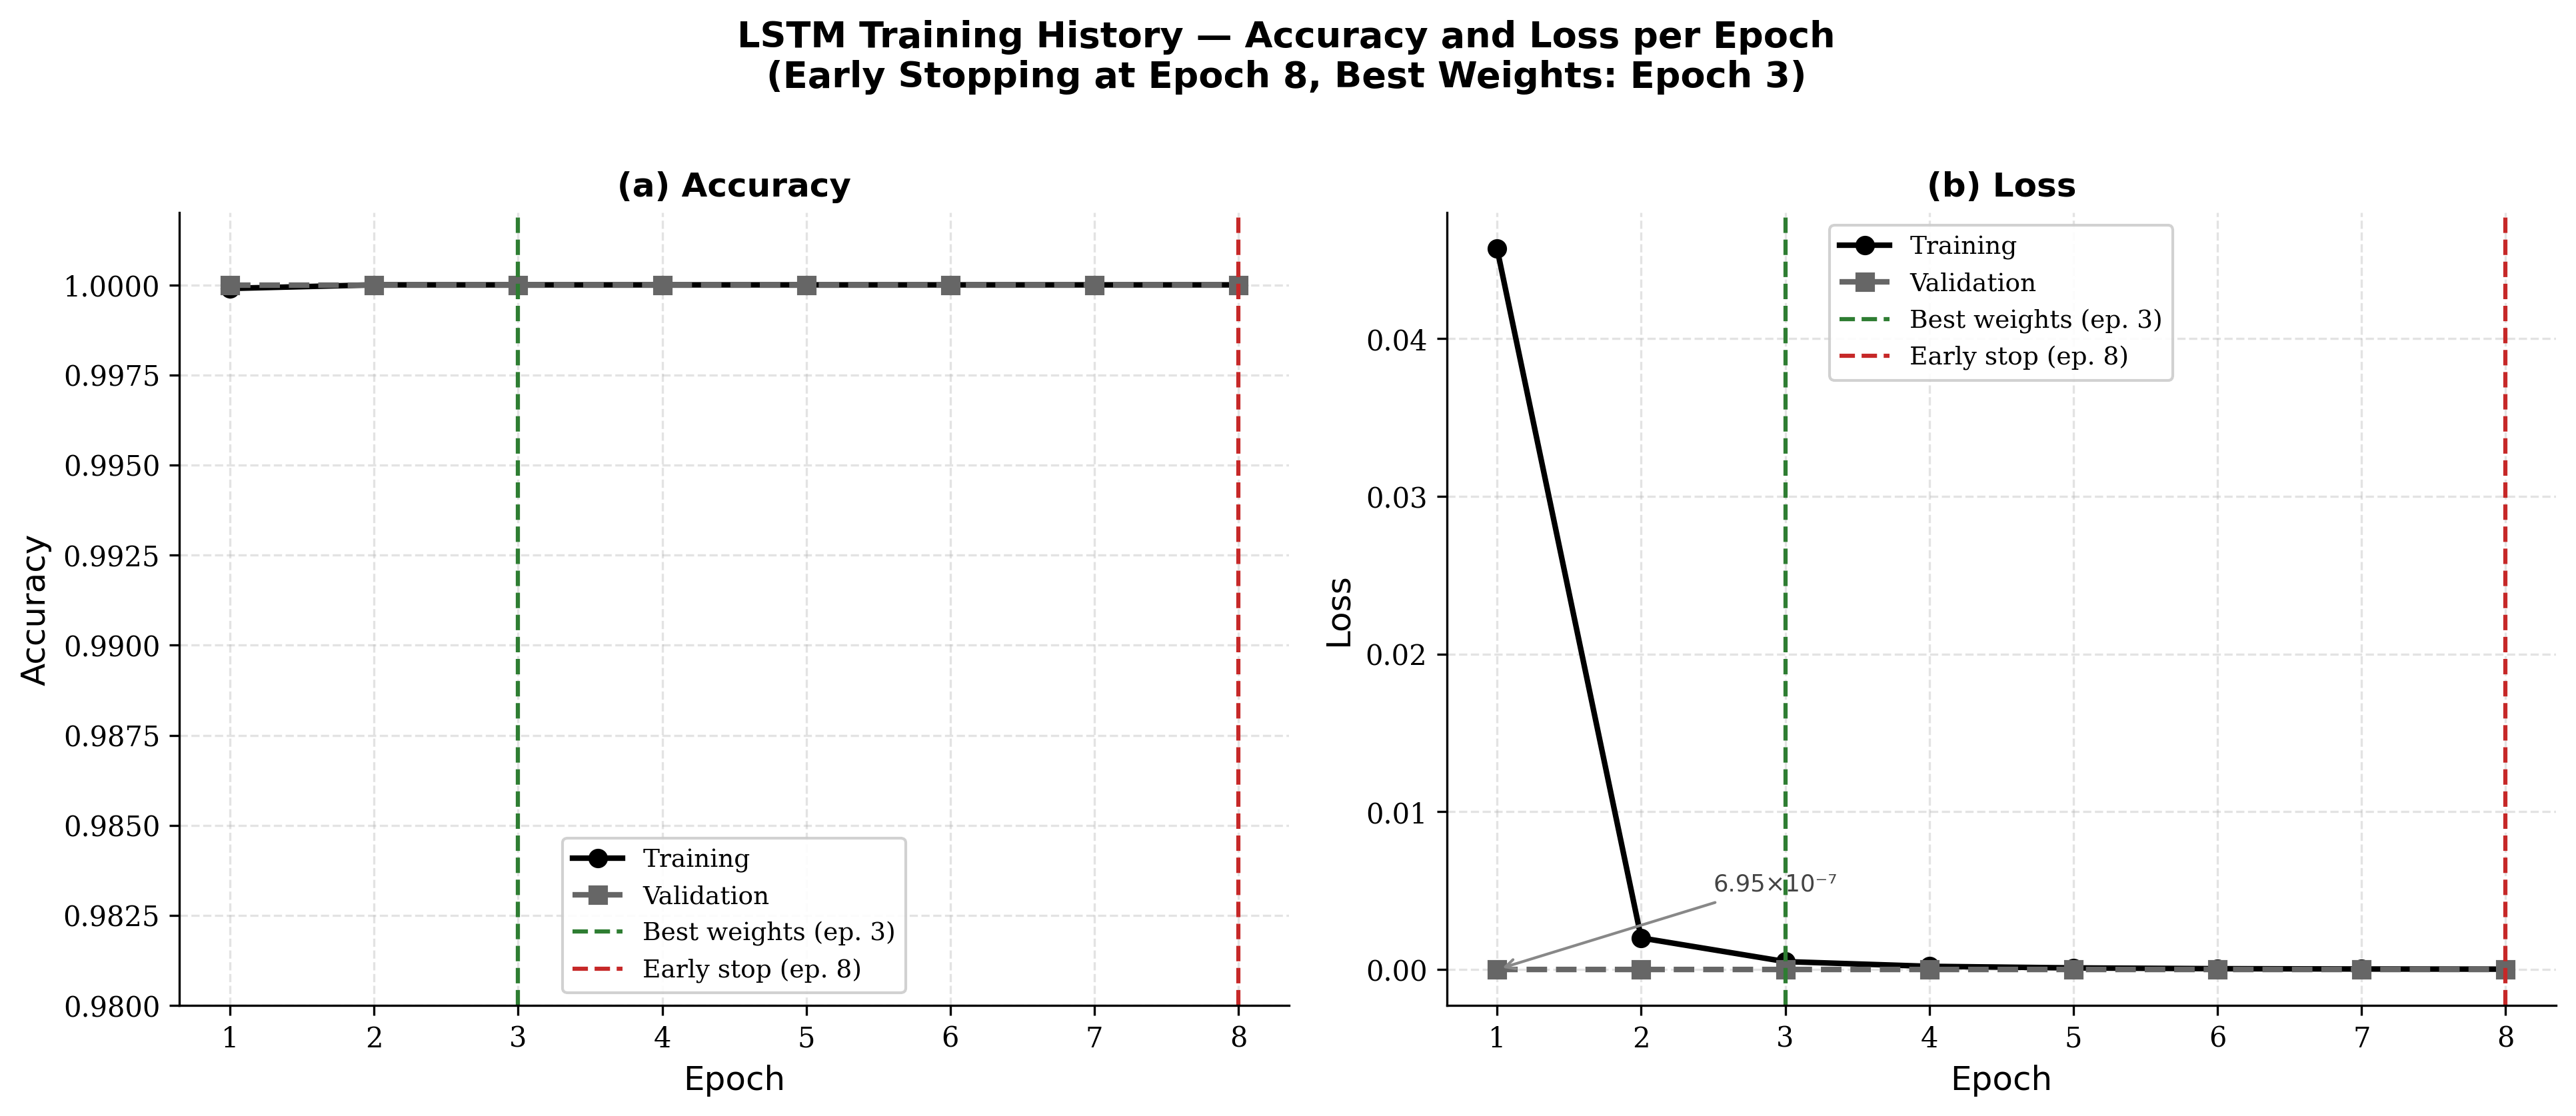 LSTM Training History — Accuracy and Loss per Epoch
(Early Stopping at Epoch 8, Best Weights: Epoch 3)
(a) Accuracy
Accuracy
1.0000
0.9975
0.9950
0.9925
0.9900
0.9875
0.9850
0.9825
0.9800
Training
Validation
Best weights (ep. 3)
Early stop (ep. 8)
1 2 3 4 5 6 7 8
Epoch
(b) Loss
Loss
0.04
0.03
0.02
0.01
0.00
Training
Validation
Best weights (ep. 3)
Early stop (ep. 8)
6.95×10⁻⁷
1 2 3 4 5 6 7 8
Epoch